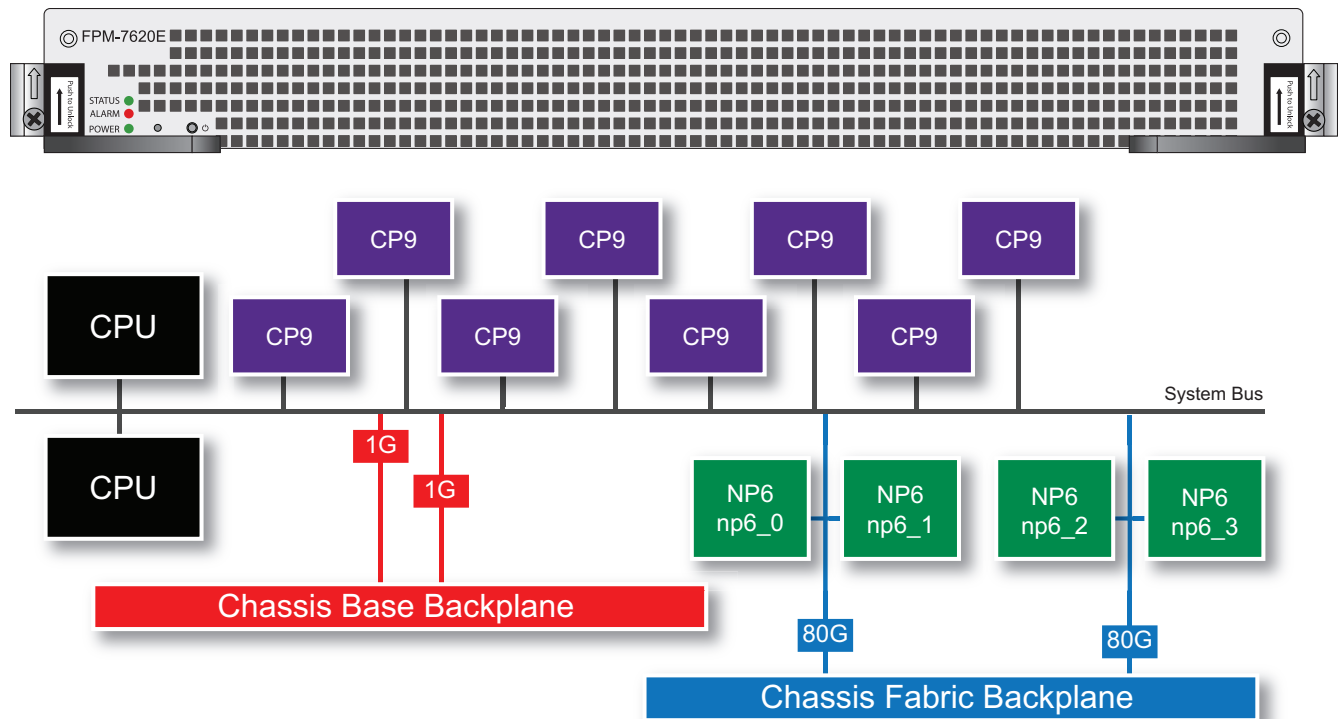 FPM-7620E
Push to Unlock
STATUS
ALARM
POWER
Push to Unlock
CP9
CP9
CP9
CP9
CPU
CP9
CP9
CP9
CP9
System Bus
CPU
1G
1G
NP6
np6_0
NP6
np6_1
NP6
np6_2
NP6
np6_3
Chassis Base Backplane
80G
80G
Chassis Fabric Backplane